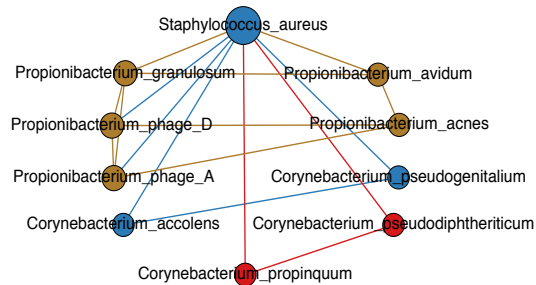 Staphylococcus_aureus
Propionibacterium_granulosum
Propionibacterium_avidum
Propionibacterium_phage_D
Propionibacterium_acnes
Propionibacterium_phage_A
Corynebacterium_pseudogenitalium
Corynebacterium_accolens
Corynebacterium_pseudodiphtheriticum
Corynebacterium_propinquum